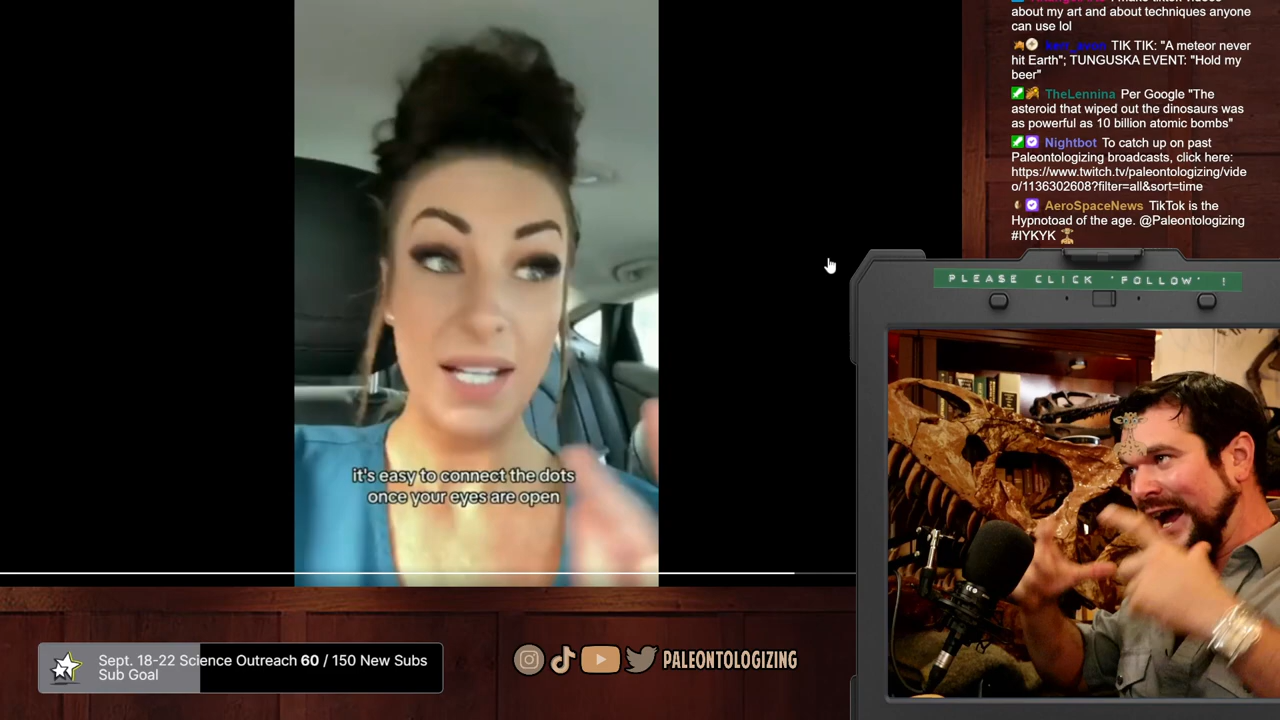 about my art and about techniques anyone
can use lol
TIK TIK: "A meteor never
hit Earth"; TUNGUSKA EVENT: "Hold my
beer"
TheLennina Per Google "The
asteroid that wiped out the dinosaurs was
as powerful as 10 billion atomic bombs"
Nightbot To catch up on past
Paleontologizing broadcasts, click here:
https://www.twitch.tv/paleontologizing/vide
o/1136302608?filter=all&sort=time
AeroSpaceNews TikTok is the
Hypnotoad of the age. @Paleontologizing
#IYKYK
PLEASE CLICK 'FOLLOW' !
it's easy to connect the dots
once your eyes are open
Sept. 18-22 Science Outreach 60 / 150 New Subs
Sub Goal
PALEONTOLOGIZING